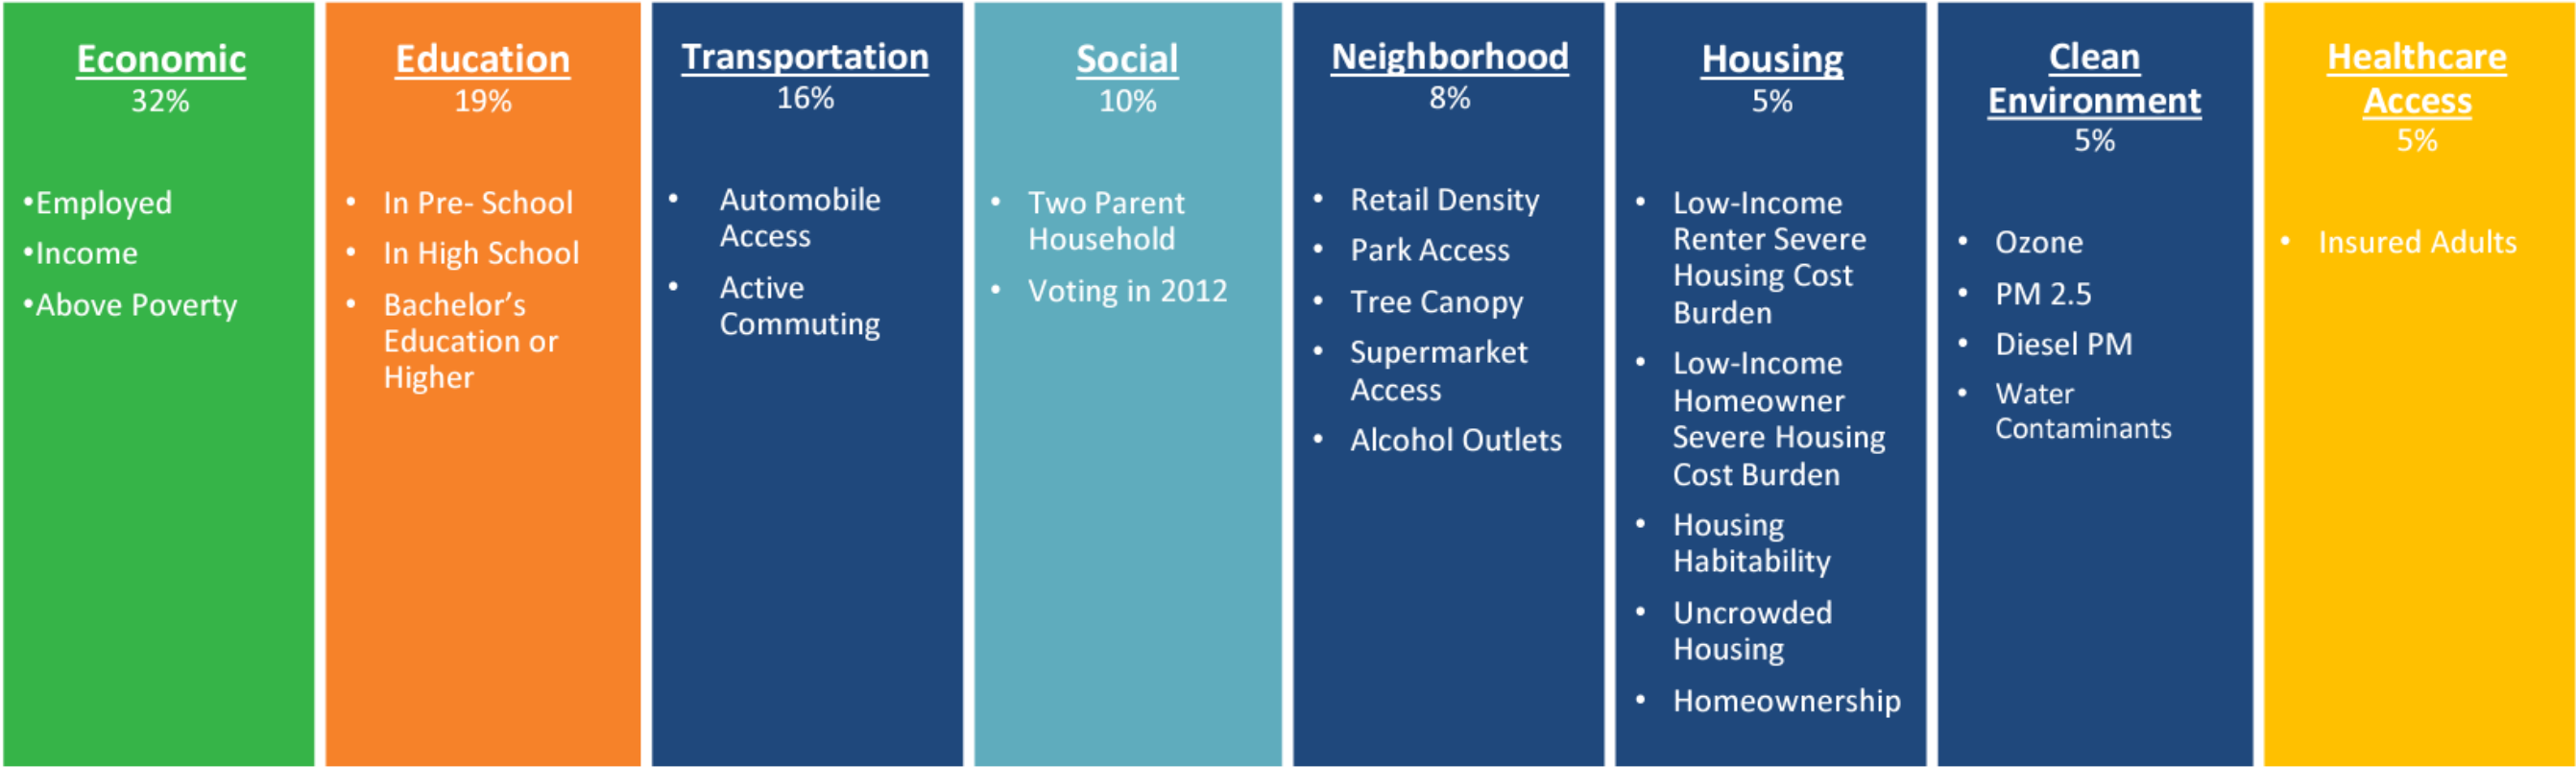 Economic
32%
•Employed
•Income
•Above Poverty
Education
19%
• In Pre- School
• In High School
• Bachelor’s
Education or
Higher
Transportation
16%
• Automobile
Access
• Active
Commuting
Social
10%
• Two Parent
Household
• Voting in 2012
Neighborhood
8%
• Retail Density
• Park Access
• Tree Canopy
• Supermarket
Access
• Alcohol Outlets
Housing
5%
• Low-Income
Renter Severe
Housing Cost
Burden
• Low-Income
Homeowner
Severe Housing
Cost Burden
• Housing
Habitability
• Uncrowded
Housing
• Homeownership
Clean
Environment
5%
• Ozone
• PM 2.5
• Diesel PM
• Water
Contaminants
Healthcare
Access
5%
• Insured Adults